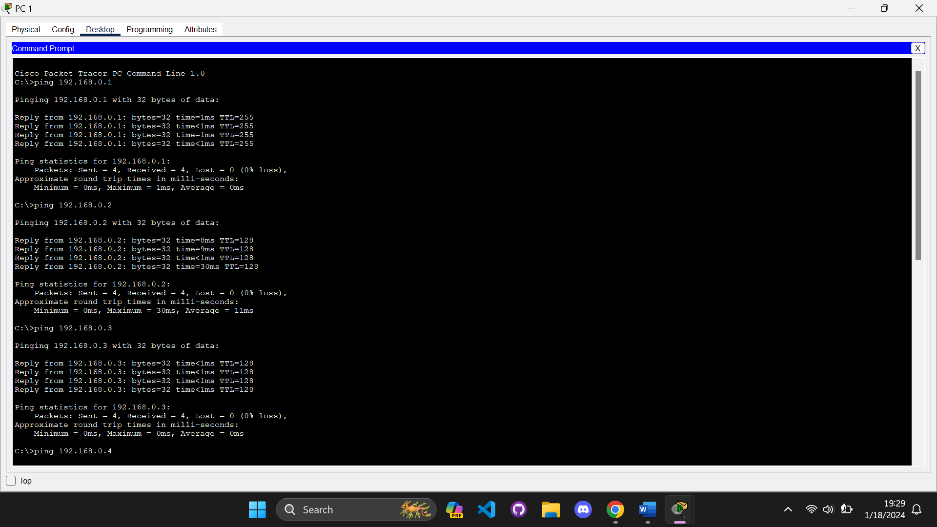 PC 1
Physical Config Desktop Programming Attributes
Command Prompt X
Cisco Packet Tracer PC Command Line 1.0
C:\>ping 192.168.0.1
Pinging 192.168.0.1 with 32 bytes of data:
Reply from 192.168.0.1: bytes=32 time=1ms TTL=255
Reply from 192.168.0.1: bytes=32 time<1ms TTL=255
Reply from 192.168.0.1: bytes=32 time=1ms TTL=255
Reply from 192.168.0.1: bytes=32 time<1ms TTL=255
Ping statistics for 192.168.0.1:
Packets: Sent = 4, Received = 4, Lost = 0 (0% loss),
Approximate round trip times in milli-seconds:
Minimum = 0ms, Maximum = 1ms, Average = 0ms
C:\>ping 192.168.0.2
Pinging 192.168.0.2 with 32 bytes of data:
Reply from 192.168.0.2: bytes=32 time=8ms TTL=128
Reply from 192.168.0.2: bytes=32 time=9ms TTL=128
Reply from 192.168.0.2: bytes=32 time<1ms TTL=128
Reply from 192.168.0.2: bytes=32 time=30ms TTL=128
Ping statistics for 192.168.0.2:
Packets: Sent = 4, Received = 4, Lost = 0 (0% loss),
Approximate round trip times in milli-seconds:
Minimum = 0ms, Maximum = 30ms, Average = 11ms
C:\>ping 192.168.0.3
Pinging 192.168.0.3 with 32 bytes of data:
Reply from 192.168.0.3: bytes=32 time<1ms TTL=128
Reply from 192.168.0.3: bytes=32 time<1ms TTL=128
Reply from 192.168.0.3: bytes=32 time<1ms TTL=128
Reply from 192.168.0.3: bytes=32 time<1ms TTL=128
Ping statistics for 192.168.0.3:
Packets: Sent = 4, Received = 4, Lost = 0 (0% loss),
Approximate round trip times in milli-seconds:
Minimum = 0ms, Maximum = 0ms, Average = 0ms
C:\>ping 192.168.0.4
Top
Search
PRE
19:29
1/18/2024